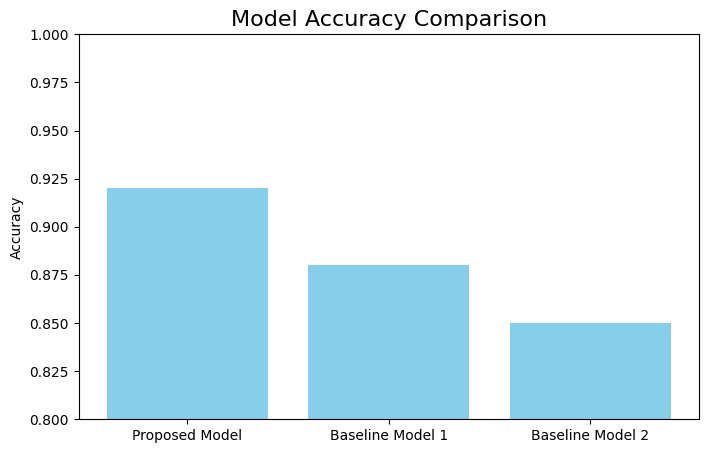 Model Accuracy Comparison
1.000
0.975
0.950
0.925
0.900
0.875
0.850
0.825
0.800
Accuracy
Proposed Model
Baseline Model 1
Baseline Model 2